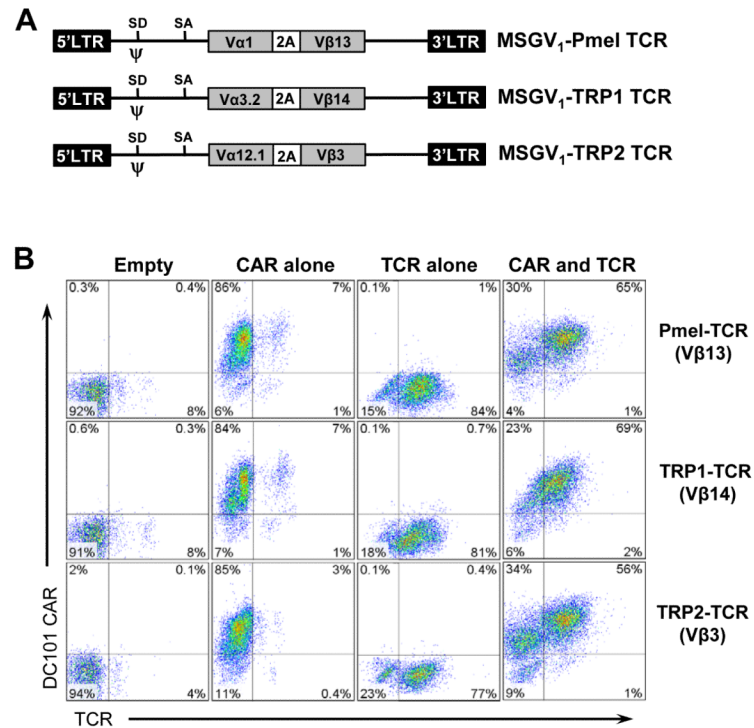 A
5'LTR SD SA Vα1 2A Vβ13 3'LTR MSGV1-Pmel TCR
ψ
5'LTR SD SA Vα3.2 2A Vβ14 3'LTR MSGV1-TRP1 TCR
ψ
5'LTR SD SA Vα12.1 2A Vβ3 3'LTR MSGV1-TRP2 TCR
ψ
B
Empty CAR alone TCR alone CAR and TCR
0.3% 0.4% 86% 7% 0.1% 1% 30% 65%
Pmel-TCR
(Vβ13)
92% 8% 6% 1% 15% 84% 4% 1%
0.6% 0.3% 84% 7% 0.1% 0.7% 23% 69%
TRP1-TCR
(Vβ14)
91% 8% 7% 1% 18% 81% 6% 2%
2% 0.1% 85% 3% 0.1% 0.4% 34% 56%
TRP2-TCR
(Vβ3)
94% 4% 11% 0.4% 23% 77% 9% 1%
DC101 CAR
TCR